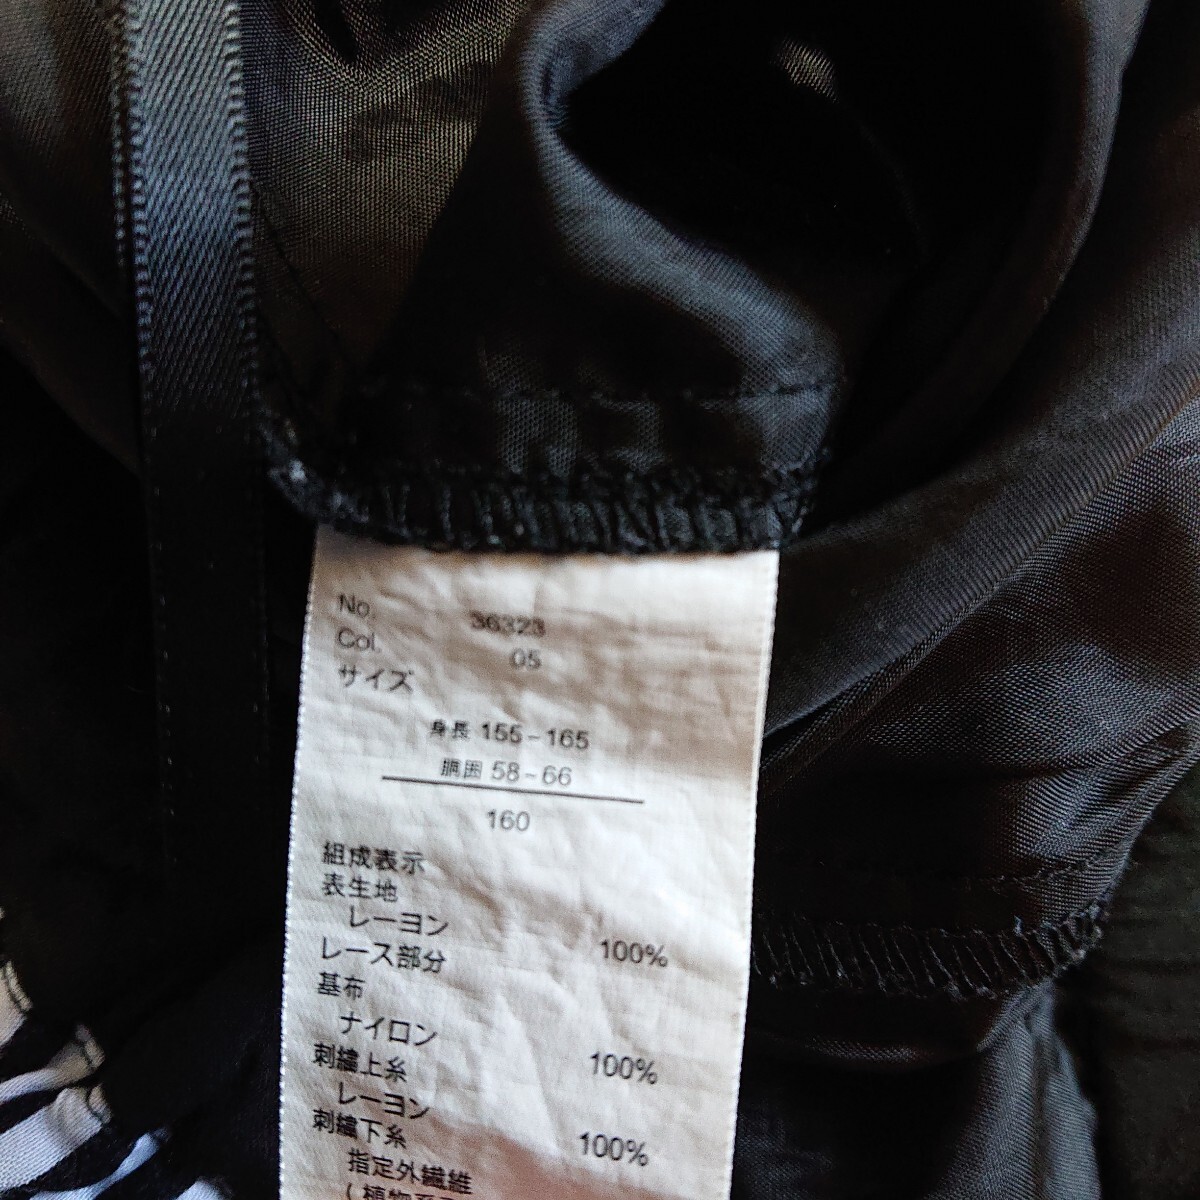 No. 36323
Col. 05
サイズ
身長 155-165
胴囲 58-66
160
組成表示
表生地
レーヨン 100%
レース部分
基布
ナイロン 100%
刺繍上糸
レーヨン 100%
刺繍下糸
指定外繊維
(植物系